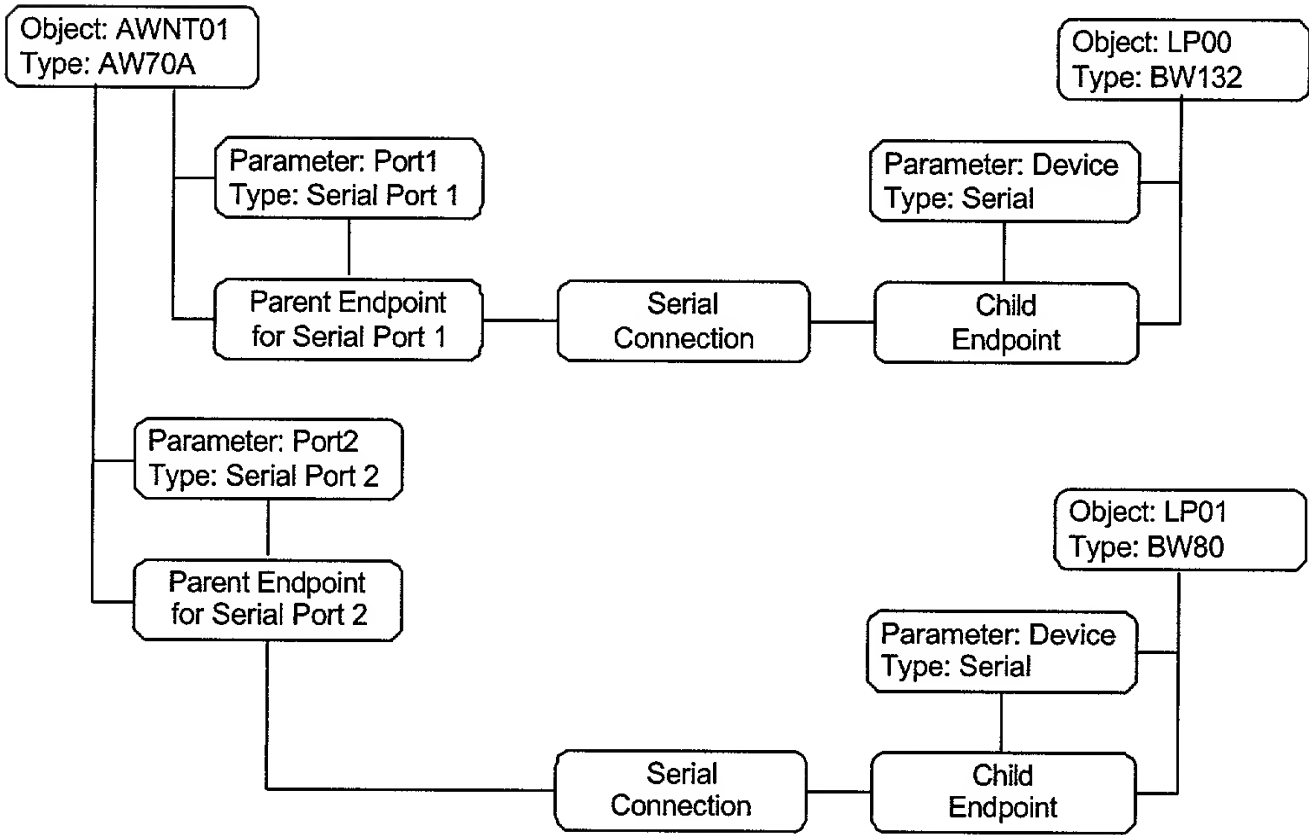 Object: AWNT01
Type: AW70A
Object: LP00
Type: BW132
Parameter: Port1
Type: Serial Port 1
Parameter: Device
Type: Serial
Parent Endpoint
for Serial Port 1
Serial
Connection
Child
Endpoint
Parameter: Port2
Type: Serial Port 2
Object: LP01
Type: BW80
Parent Endpoint
for Serial Port 2
Parameter: Device
Type: Serial
Serial
Connection
Child
Endpoint